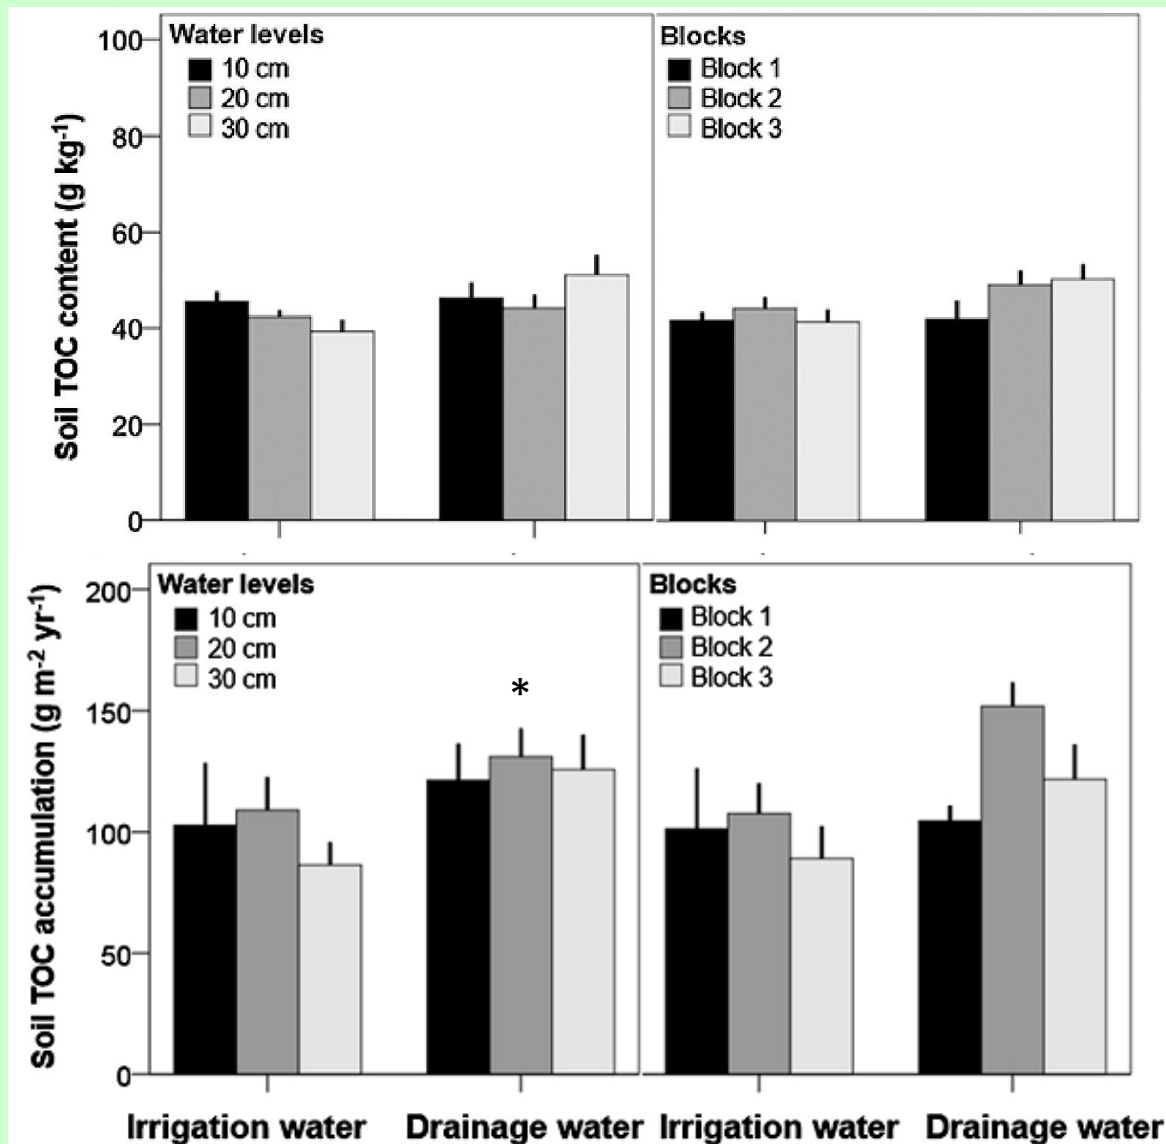 Soil TOC content (g kg-1)
100
80
60
40
20
0
Water levels
10 cm
20 cm
30 cm
Blocks
Block 1
Block 2
Block 3
Soil TOC accumulation (g m-2 yr-1)
200
150
100
50
0
Water levels
10 cm
20 cm
30 cm
*
Blocks
Block 1
Block 2
Block 3
Irrigation water Drainage water Irrigation water Drainage water